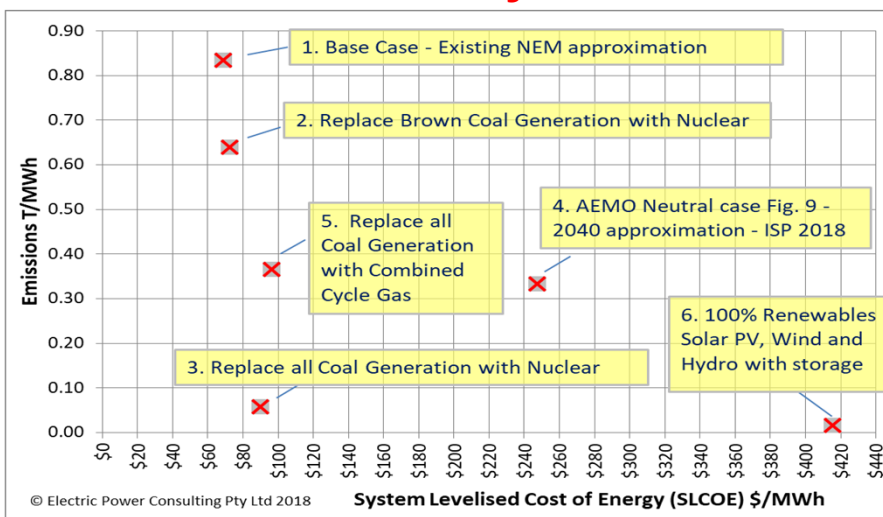 0.90
0.80
0.70
0.60
0.50
0.40
0.30
0.20
0.10
0.00
Emissions T/MWh
1. Base Case - Existing NEM approximation
2. Replace Brown Coal Generation with Nuclear
5. Replace all
Coal Generation
with Combined
Cycle Gas
4. AEMO Neutral case Fig. 9 -
2040 approximation - ISP 2018
6. 100% Renewables
Solar PV, Wind and
Hydro with storage
3. Replace all Coal Generation with Nuclear
$0
$20
$40
$60
$80
$100
$120
$140
$160
$180
$200
$220
$240
$260
$280
$300
$320
$340
$360
$380
$400
$420
$440
© Electric Power Consulting Pty Ltd 2018
System Levelised Cost of Energy (SLCOE) $/MWh